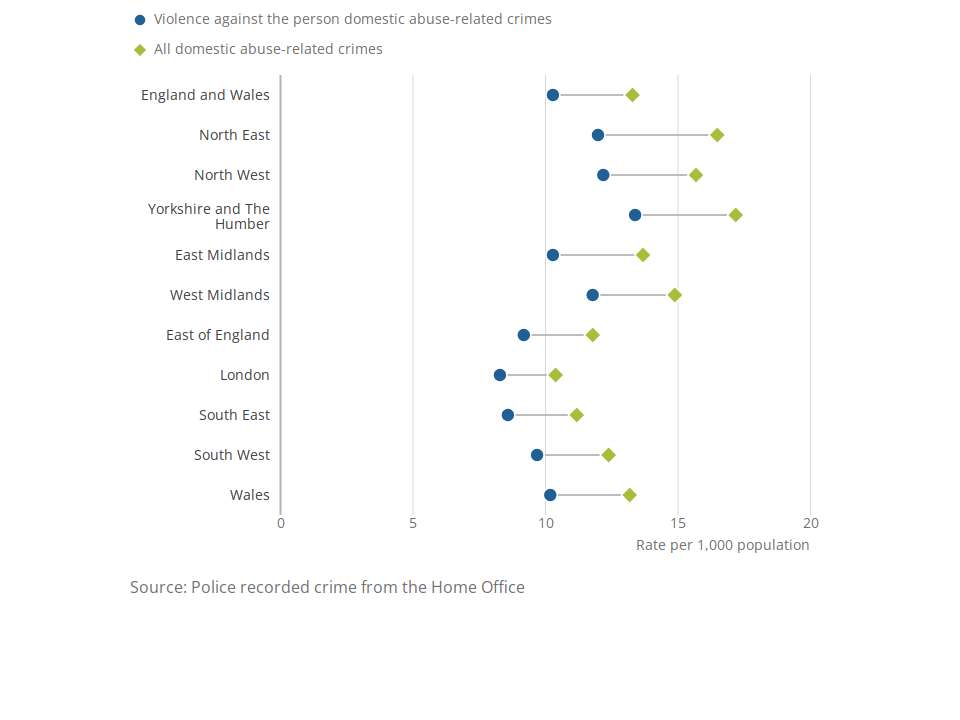 Violence against the person domestic abuse-related crimes
All domestic abuse-related crimes
England and Wales
North East
North West
Yorkshire and The
Humber
East Midlands
West Midlands
East of England
London
South East
South West
Wales
0 5 10 15 20
Rate per 1,000 population
Source: Police recorded crime from the Home Office